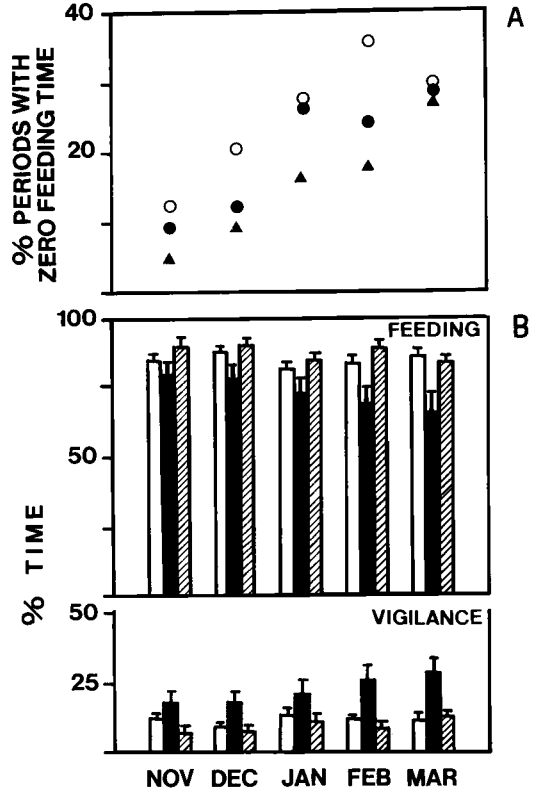 A
40
20
% PERIODS WITH
ZERO FEEDING TIME
B
100
FEEDING
50
% TIME
50
VIGILANCE
25
NOV DEC JAN FEB MAR